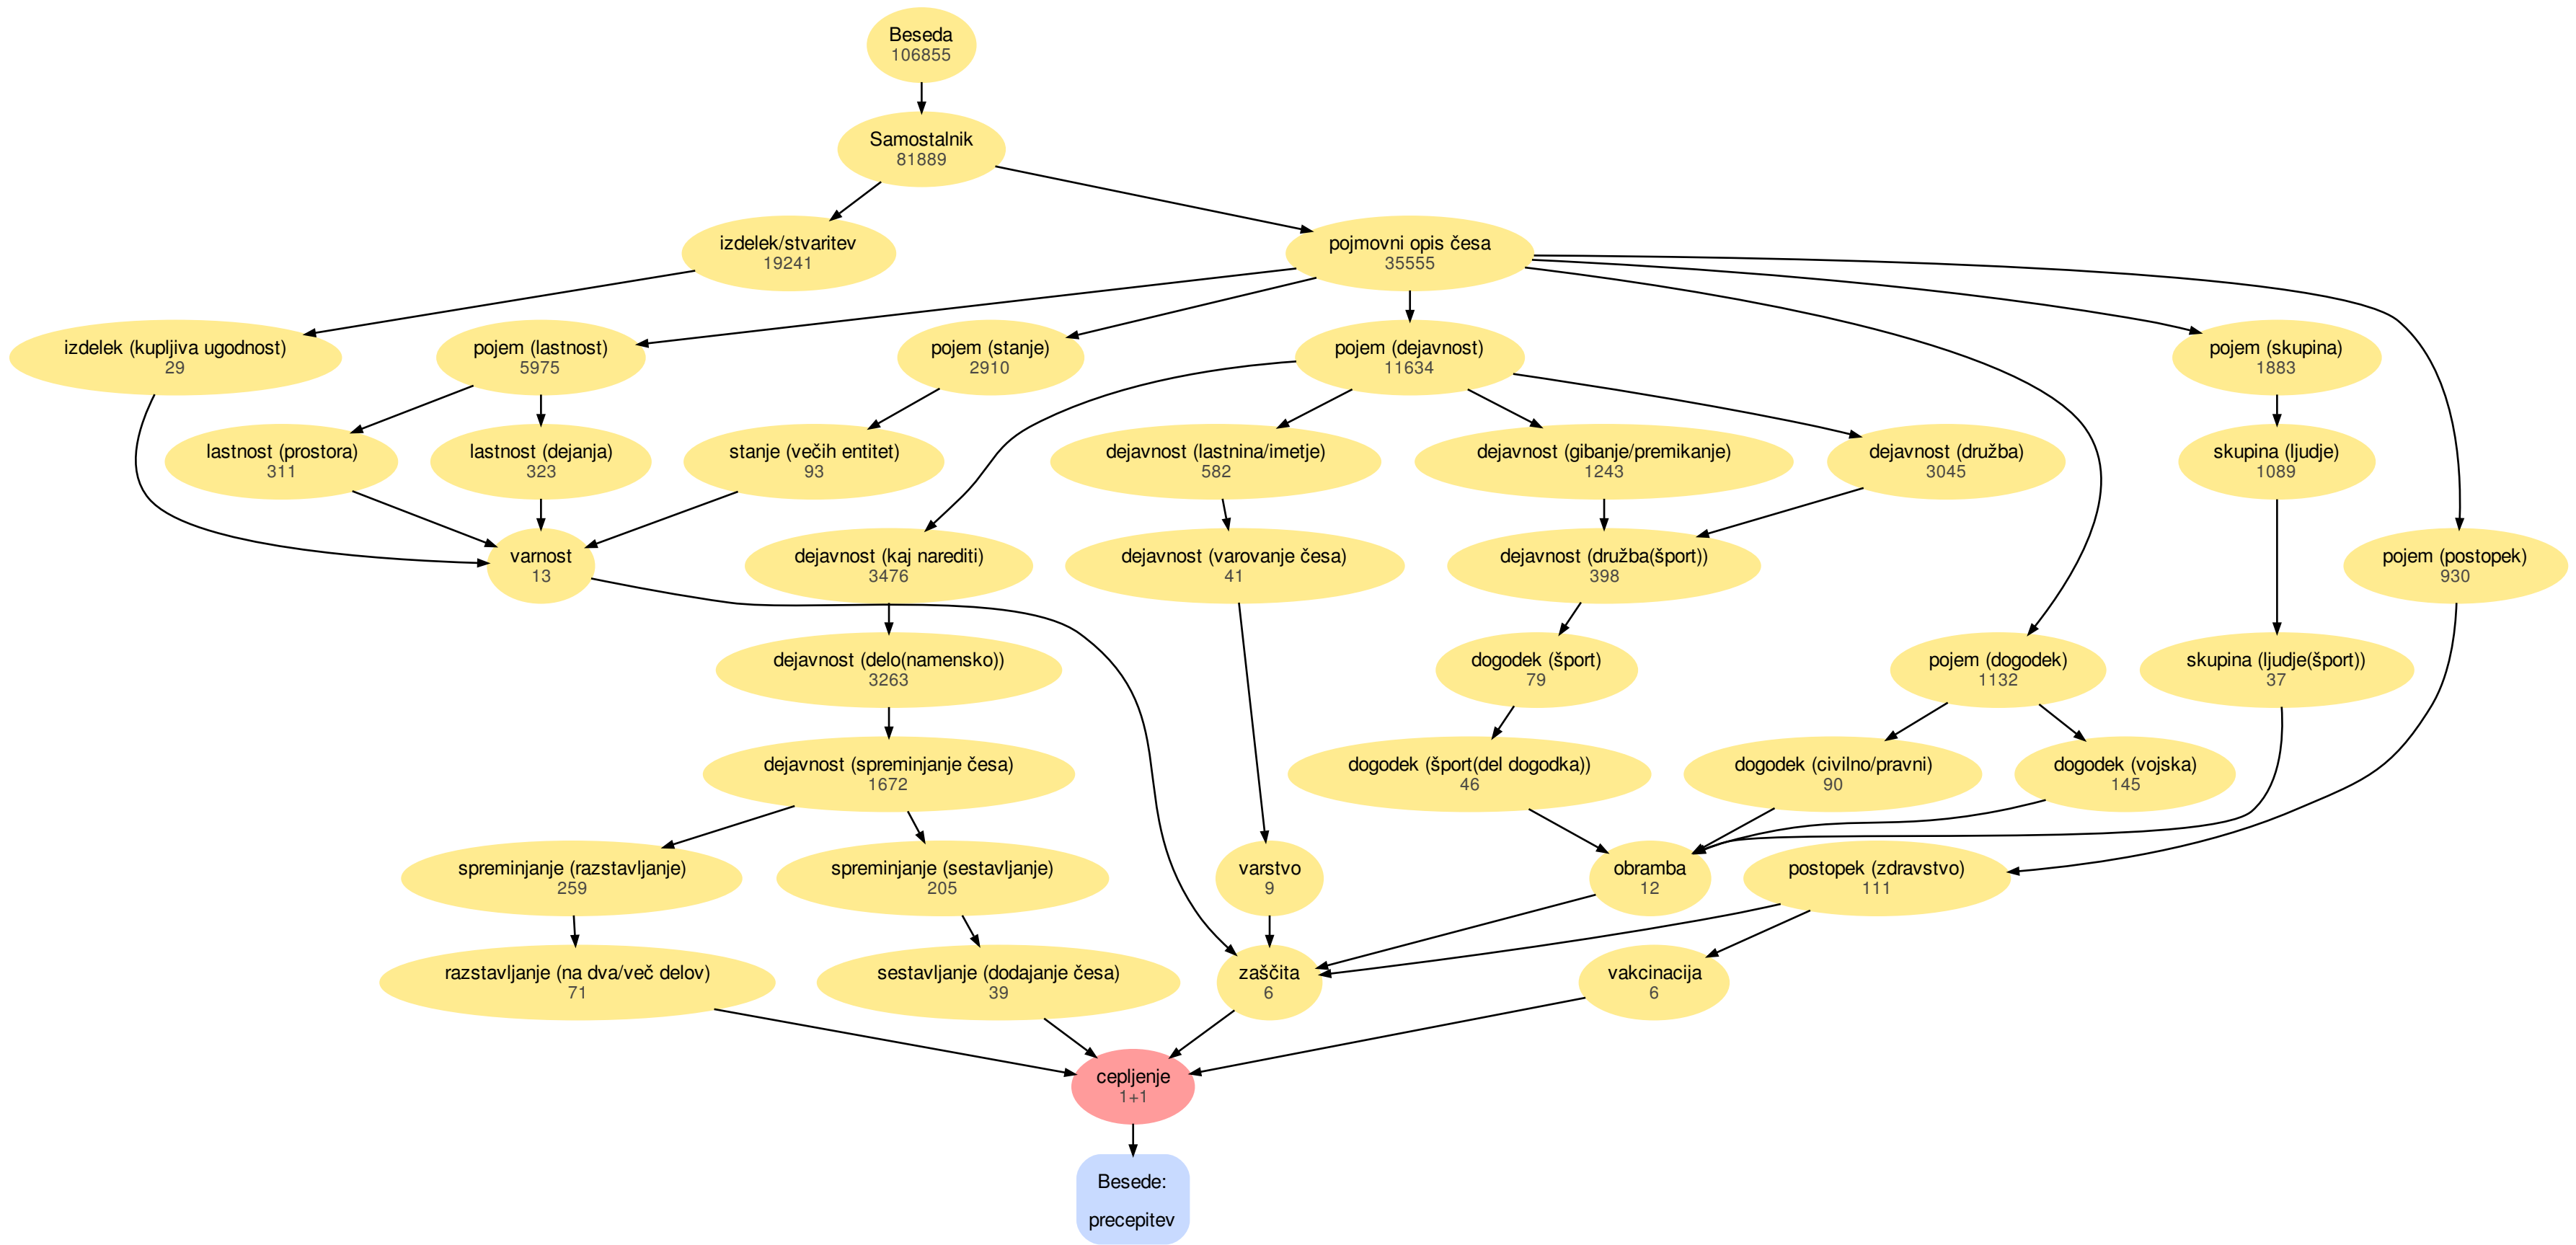 Beseda
106855
Samostalnik
81889
izdelek/stvaritev
19241
pojmovni opis česa
35555
izdelek (kupljiva ugodnost)
29
pojem (lastnost)
5975
pojem (stanje)
2910
pojem (dejavnost)
11634
pojem (skupina)
1883
lastnost (prostora)
311
lastnost (dejanja)
323
stanje (večih entitet)
93
dejavnost (lastnina/imetje)
582
dejavnost (gibanje/premikanje)
1243
dejavnost (družba)
3045
skupina (ljudje)
1089
varnost
13
dejavnost (kaj narediti)
3476
dejavnost (varovanje česa)
41
dejavnost (družba(šport))
398
pojem (postopek)
930
dejavnost (delo(namensko))
3263
dogodek (šport)
79
pojem (dogodek)
1132
skupina (ljudje(šport))
37
dejavnost (spreminjanje česa)
1672
dogodek (šport(del dogodka))
46
dogodek (civilno/pravni)
90
dogodek (vojska)
145
spreminjanje (razstavljanje)
259
spreminjanje (sestavljanje)
205
varstvo
9
obramba
12
postopek (zdravstvo)
111
razstavljanje (na dva/več delov)
71
sestavljanje (dodajanje česa)
39
zaščita
6
vakcinacija
6
cepljenje
1+1
Besede:
precepitev